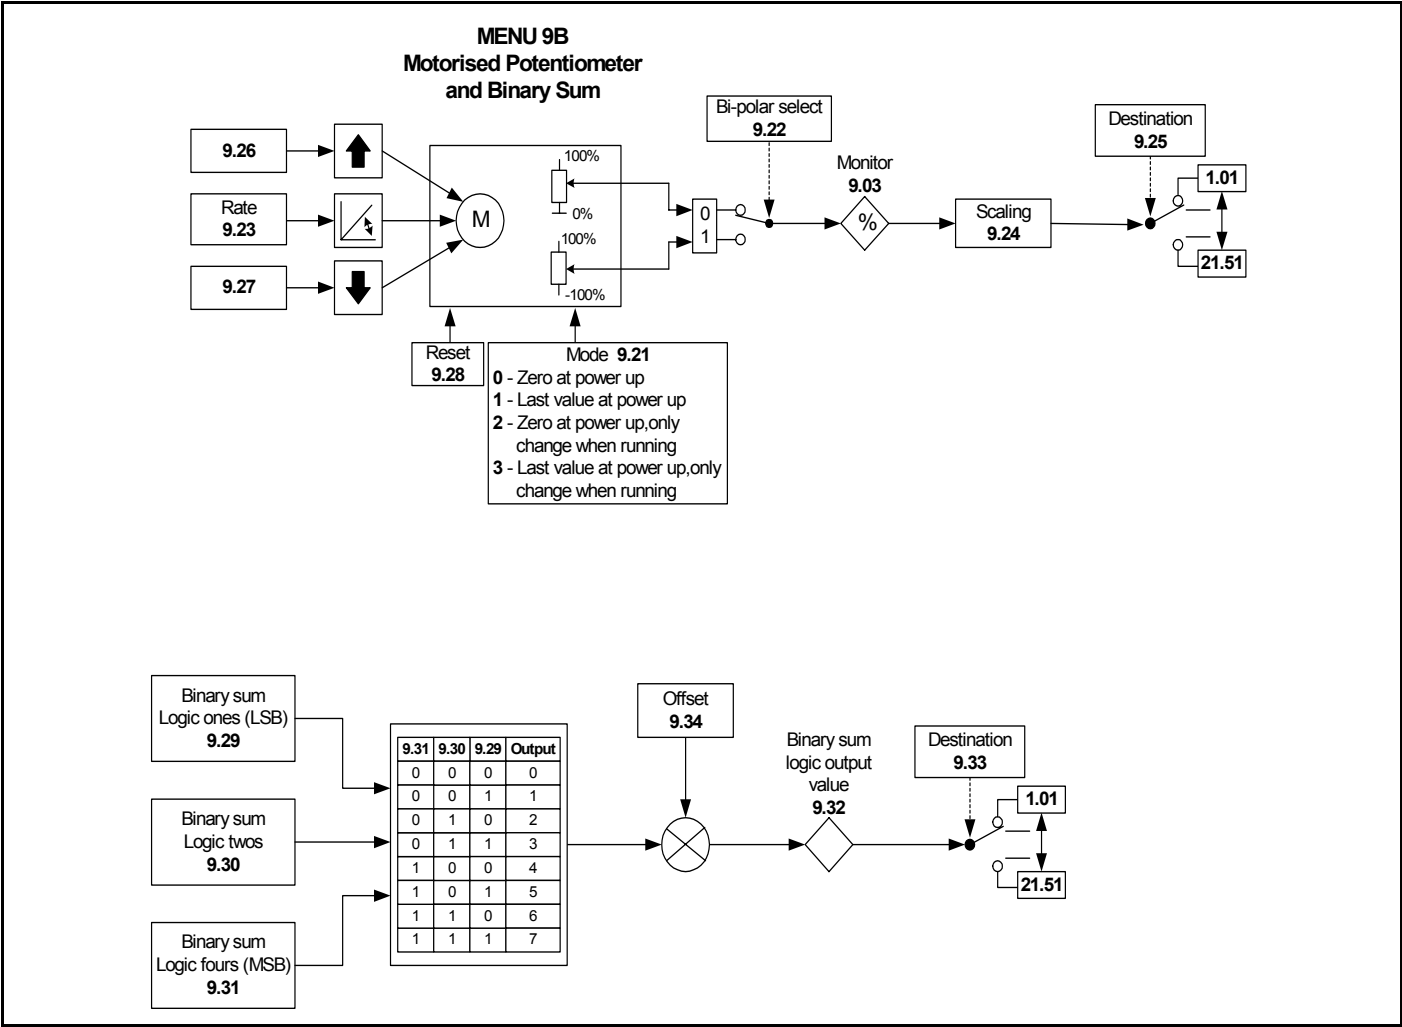 MENU 9B
Motorised Potentiometer
and Binary Sum
9.26
Rate
9.23
9.27
M
100%
0%
100%
-100%
Reset
9.28
Mode 9.21
0 - Zero at power up
1 - Last value at power up
2 - Zero at power up,only
change when running
3 - Last value at power up,only
change when running
0
1
Bi-polar select
9.22
Monitor
9.03
%
Scaling
9.24
Destination
9.25
1.01
21.51
Binary sum
Logic ones (LSB)
9.29
Binary sum
Logic twos
9.30
Binary sum
Logic fours (MSB)
9.31
9.31 9.30 9.29 Output
0 0 0 0
0 0 1 1
0 1 0 2
0 1 1 3
1 0 0 4
1 0 1 5
1 1 0 6
1 1 1 7
Offset
9.34
Binary sum
logic output
value
9.32
Destination
9.33
1.01
21.51